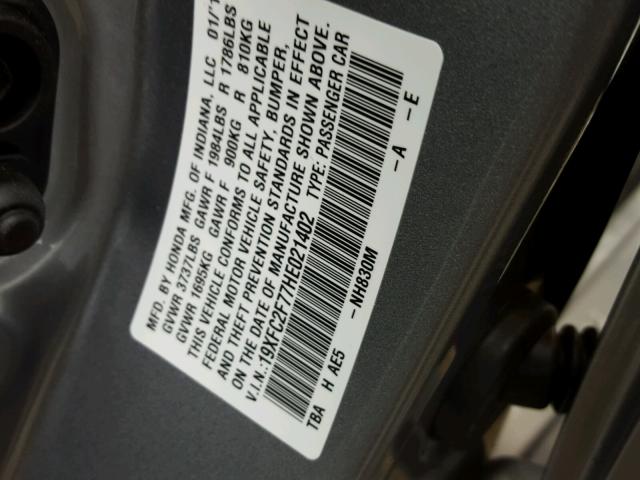 MFD. BY HONDA MFG. OF INDIANA, LLC 01/1
GVWR 3737LBS GAWR F 1984LBS R 1786LBS
GVWR 1695KG GAWR F 900KG R 810KG
THIS VEHICLE CONFORMS TO ALL APPLICABLE
FEDERAL MOTOR VEHICLE SAFETY, BUMPER,
AND THEFT PREVENTION STANDARDS IN EFFECT
ON THE DATE OF MANUFACTURE SHOWN ABOVE.
V.I.N.:19XFC2F77HE021402 TYPE: PASSENGER CAR
TBA H AE5 -NH830M -A -E